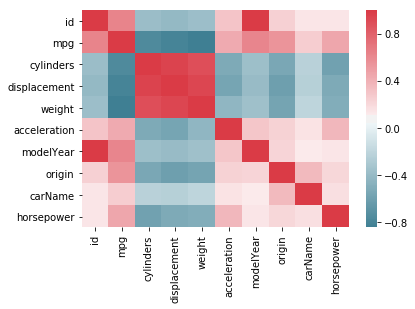 id
mpg
cylinders
displacement
weight
acceleration
modelYear
origin
carName
horsepower
id
mpg
cylinders
displacement
weight
acceleration
modelYear
origin
carName
horsepower
0.8
0.4
0.0
−0.4
−0.8